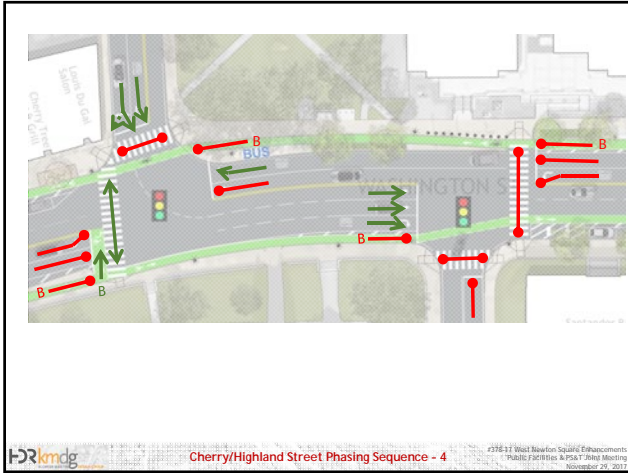 Louis Du Gal
Salon
Cherry Tree
Grill
B
BUS
B
WASHINGTON S
B
B
B
Santander B
HDR kmdg
Cherry/Highland Street Phasing Sequence - 4
#378-17 West Newton Square Enhancements
Public Facilities & PS&T Joint Meeting
November 29, 2017